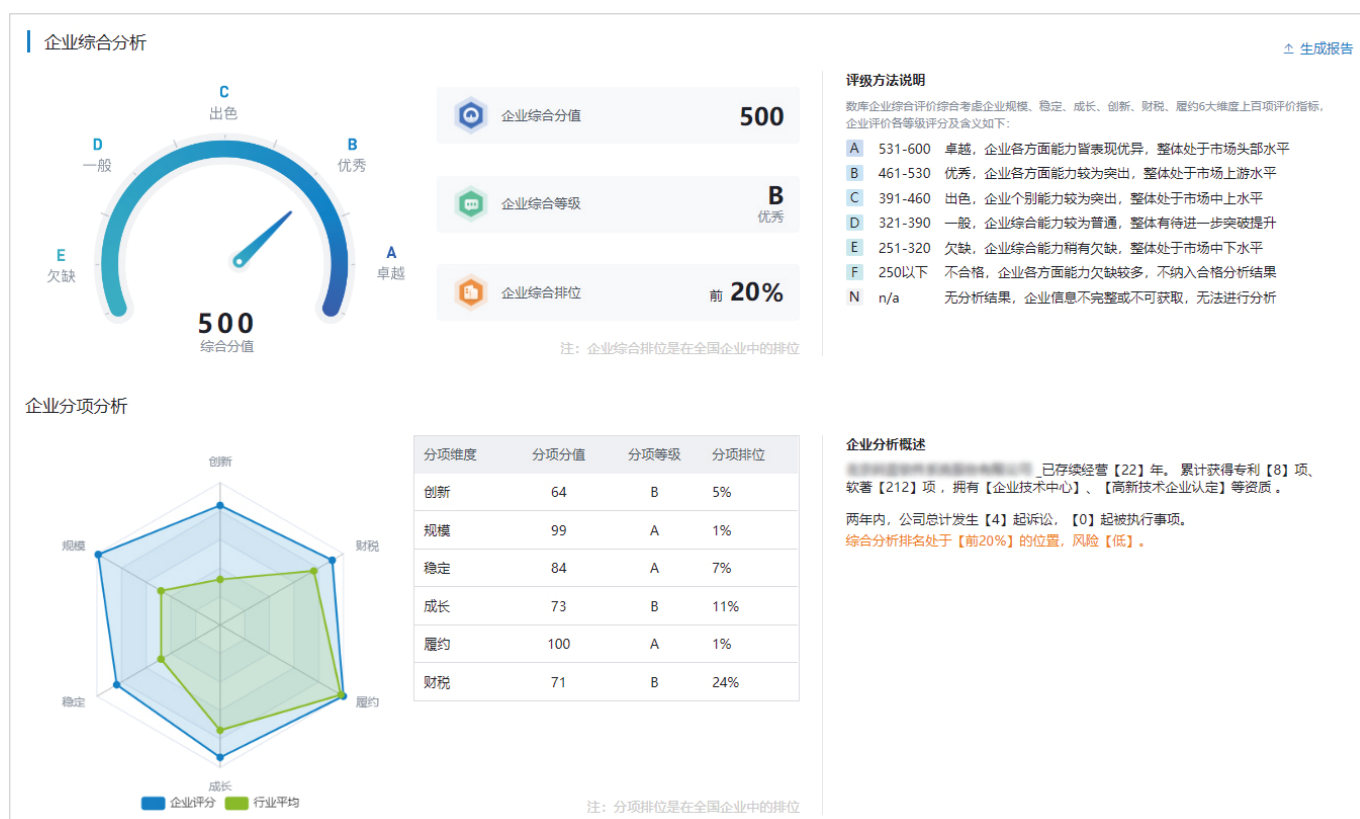 企业综合分析
生成报告
C
出色
D
一般
B
优秀
E
欠缺
A
卓越
500
综合分值
企业综合分值 500
企业综合等级 B
优秀
企业综合排位 前 20%
注：企业综合排位是在全国企业中的排位
评级方法说明
数库企业综合评价综合考虑企业规模、稳定、成长、创新、财税、履约6大维度上百项评价指标，
企业评价各等级评分及含义如下：
A 531-600 卓越，企业各方面能力皆表现优异，整体处于市场头部水平
B 461-530 优秀，企业各方面能力较为突出，整体处于市场上游水平
C 391-460 出色，企业个别能力较为突出，整体处于市场中上水平
D 321-390 一般，企业综合能力较为普通，整体有待进一步突破提升
E 251-320 欠缺，企业综合能力稍有欠缺，整体处于市场中下水平
F 250以下 不合格，企业各方面能力欠缺较多，不纳入合格分析结果
N n/a 无分析结果，企业信息不完整或不可获取，无法进行分析
企业分项分析
创新
规模
财税
稳定
履约
成长
企业评分 行业平均
分项维度 分项分值 分项等级 分项排位
创新 64 B 5%
规模 99 A 1%
稳定 84 A 7%
成长 73 B 11%
履约 100 A 1%
财税 71 B 24%
注：分项排位是在全国企业中的排位
企业分析概述
_已存续经营【22】年。 累计获得专利【8】项、
软著【212】项 ，拥有【企业技术中心】、【高新技术企业认定】等资质 。
两年内，公司总计发生【4】起诉讼，【0】起被执行事项。
综合分析排名处于【前20%】的位置，风险【低】。